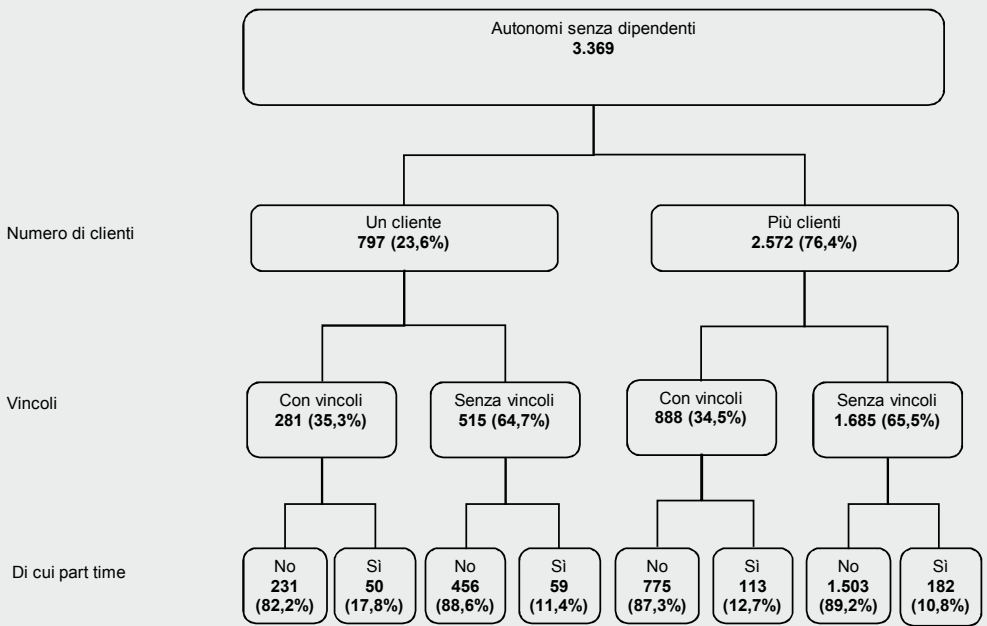 Autonomi senza dipendenti
3.369
Numero di clienti
Un cliente
797 (23,6%)
Più clienti
2.572 (76,4%)
Vincoli
Con vincoli
281 (35,3%)
Senza vincoli
515 (64,7%)
Con vincoli
888 (34,5%)
Senza vincoli
1.685 (65,5%)
Di cui part time
No
231
(82,2%)
Sì
50
(17,8%)
No
456
(88,6%)
Sì
59
(11,4%)
No
775
(87,3%)
Sì
113
(12,7%)
No
1.503
(89,2%)
Sì
182
(10,8%)